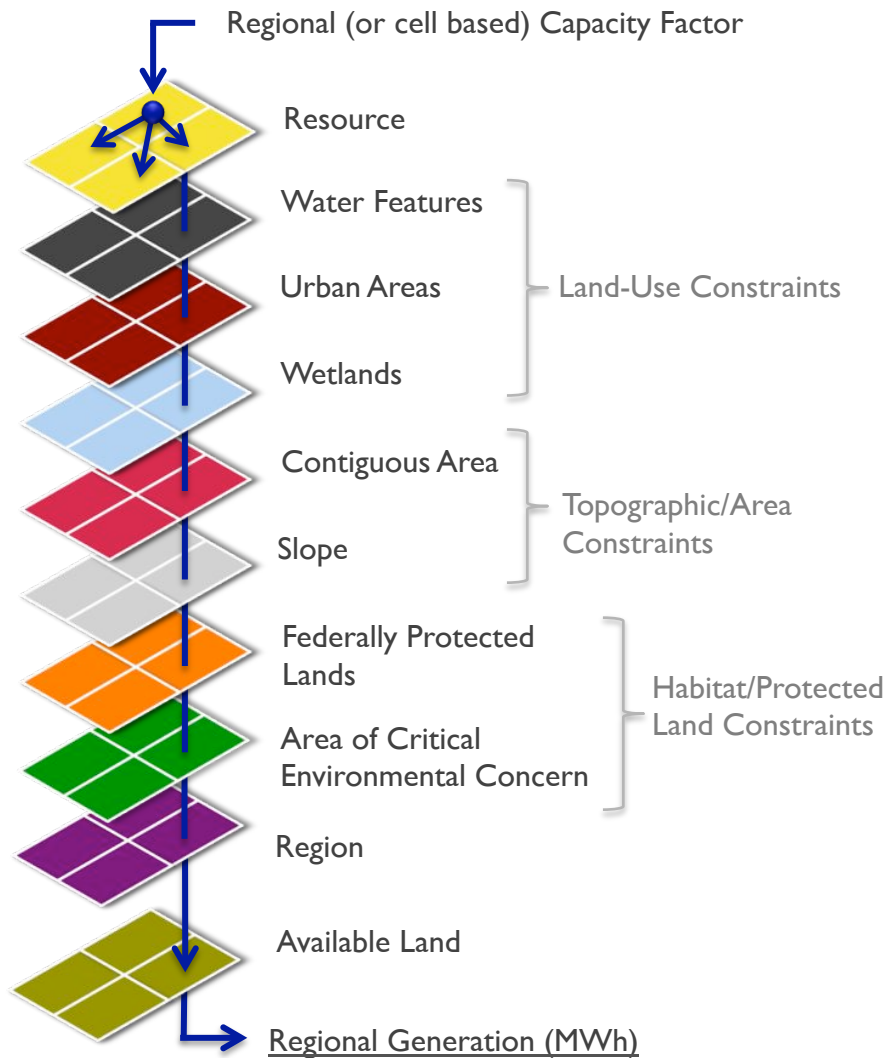 Regional (or cell based) Capacity Factor
Resource
Water Features
Urban Areas
Land-Use Constraints
Wetlands
Contiguous Area
Topographic/Area
Constraints
Slope
Federally Protected
Lands
Habitat/Protected
Land Constraints
Area of Critical
Environmental Concern
Region
Available Land
Regional Generation (MWh)